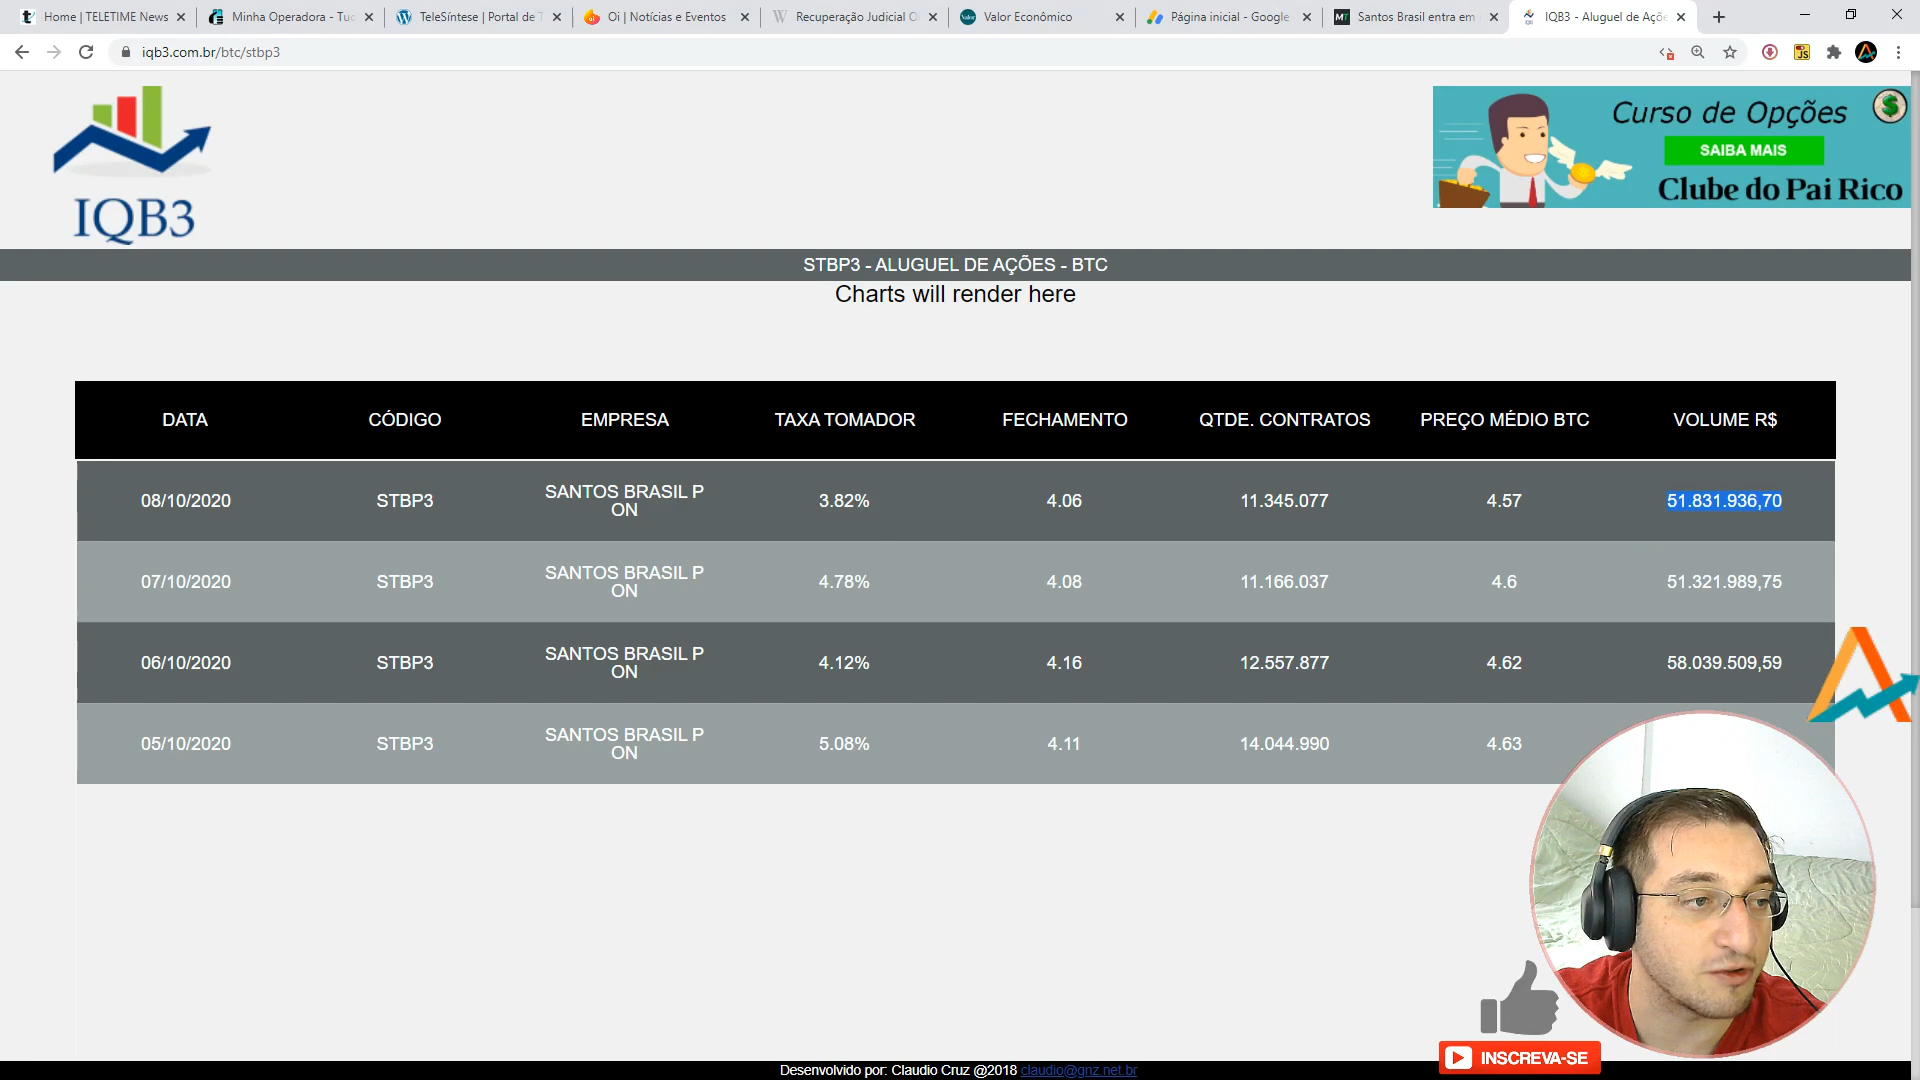 Home | TELETIME News
Minha Operadora - Tuc
TeleSíntese | Portal de T
Oi | Notícias e Eventos
Recuperação Judicial O
Valor Econômico
Página inicial - Google
Santos Brasil entra em
IQB3 - Aluguel de Açõe
iqb3.com.br/btc/stbp3
IQB3
Curso de Opções
SAIBA MAIS
Clube do Pai Rico
STBP3 - ALUGUEL DE AÇÕES - BTC
Charts will render here
DATA CÓDIGO EMPRESA TAXA TOMADOR FECHAMENTO QTDE. CONTRATOS PREÇO MÉDIO BTC VOLUME R$
08/10/2020 STBP3 SANTOS BRASIL P ON 3.82% 4.06 11.345.077 4.57 51.831.936,70
07/10/2020 STBP3 SANTOS BRASIL P ON 4.78% 4.08 11.166.037 4.6 51.321.989,75
06/10/2020 STBP3 SANTOS BRASIL P ON 4.12% 4.16 12.557.877 4.62 58.039.509,59
05/10/2020 STBP3 SANTOS BRASIL P ON 5.08% 4.11 14.044.990 4.63
INSCREVA-SE
Desenvolvido por: Claudio Cruz @2018 claudio@gnz.net.br